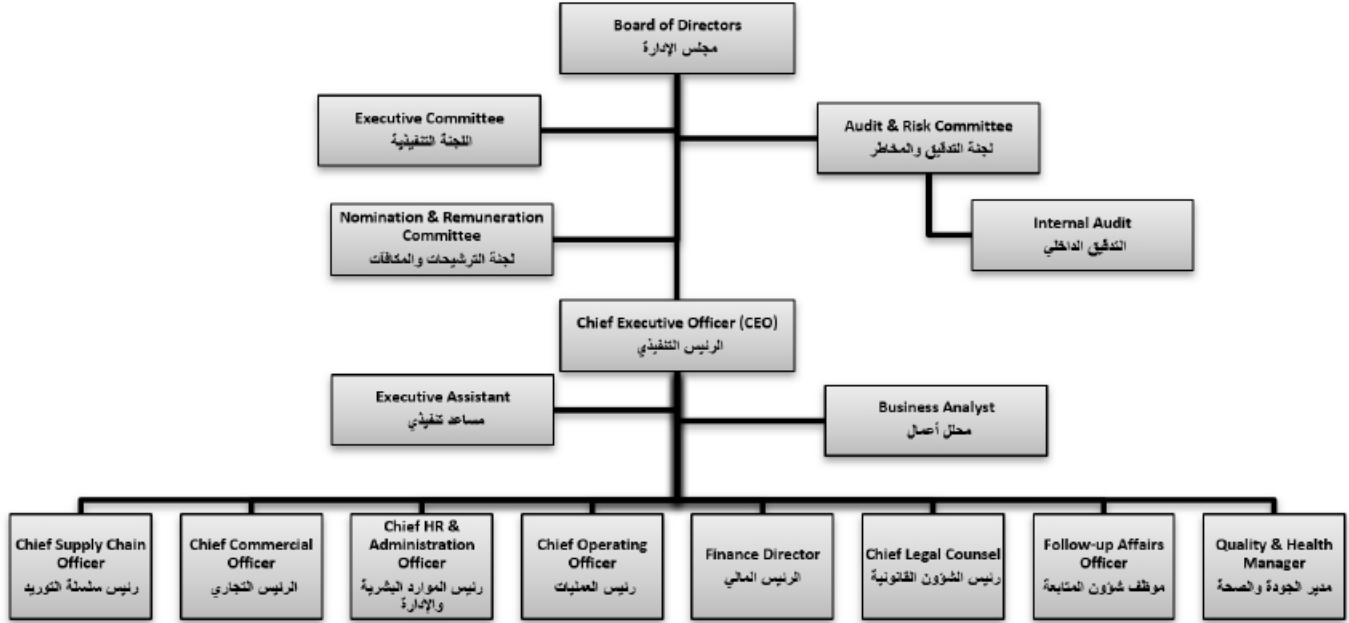 Board of Directors
مجلس الإدارة
Executive Committee
اللجنة التنفيذية
Audit & Risk Committee
لجنة التدقيق والمخاطر
Nomination & Remuneration
Committee
لجنة الترشيحات والمكافآت
Internal Audit
التدقيق الداخلي
Chief Executive Officer (CEO)
الرئيس التنفيذي
Executive Assistant
مساعد تنفيذي
Business Analyst
محلل أعمال
Chief Supply Chain
Officer
رئيس سلسلة التوريد
Chief Commercial
Officer
الرئيس التجاري
Chief HR &
Administration
Officer
رئيس الموارد البشرية
والإدارة
Chief Operating
Officer
رئيس العمليات
Finance Director
الرئيس المالي
Chief Legal Counsel
رئيس الشؤون القانونية
Follow-up Affairs
Officer
موظف شؤون المتابعة
Quality & Health
Manager
مدير الجودة والصحة